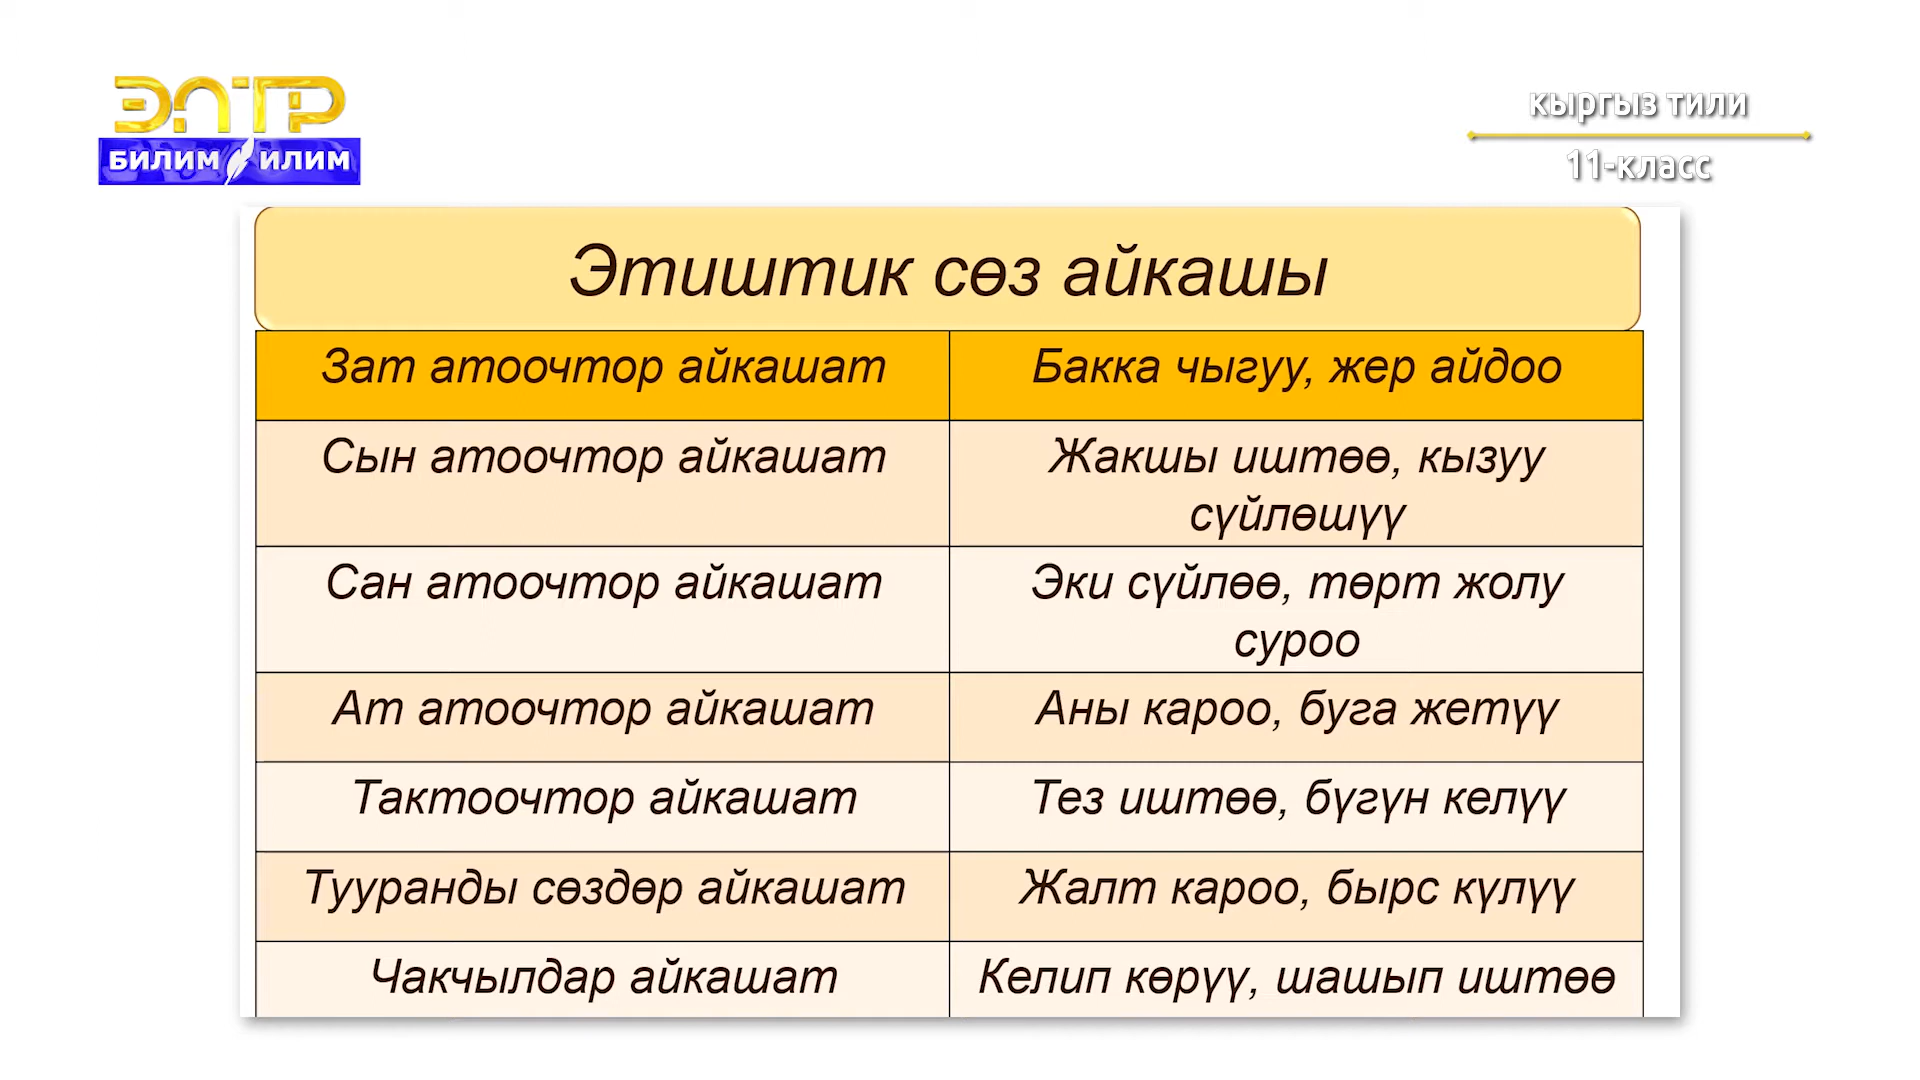 ЭЛТР
БИЛИМ ИЛИМ
кыргыз тили
11-класс
Этиштик сөз айкашы
Зат атоочтор айкашат
Бакка чыгуу, жер айдоо
Сын атоочтор айкашат
Жакшы иштөө, кызуу
сүйлөшүү
Сан атоочтор айкашат
Эки сүйлөө, төрт жолу
суроо
Ат атоочтор айкашат
Аны кароо, буга жетүү
Тактоочтор айкашат
Тез иштөө, бүгүн келүү
Тууранды сөздөр айкашат
Жалт кароо, бырс күлүү
Чакчылдар айкашат
Келип көрүү, шашып иштөө